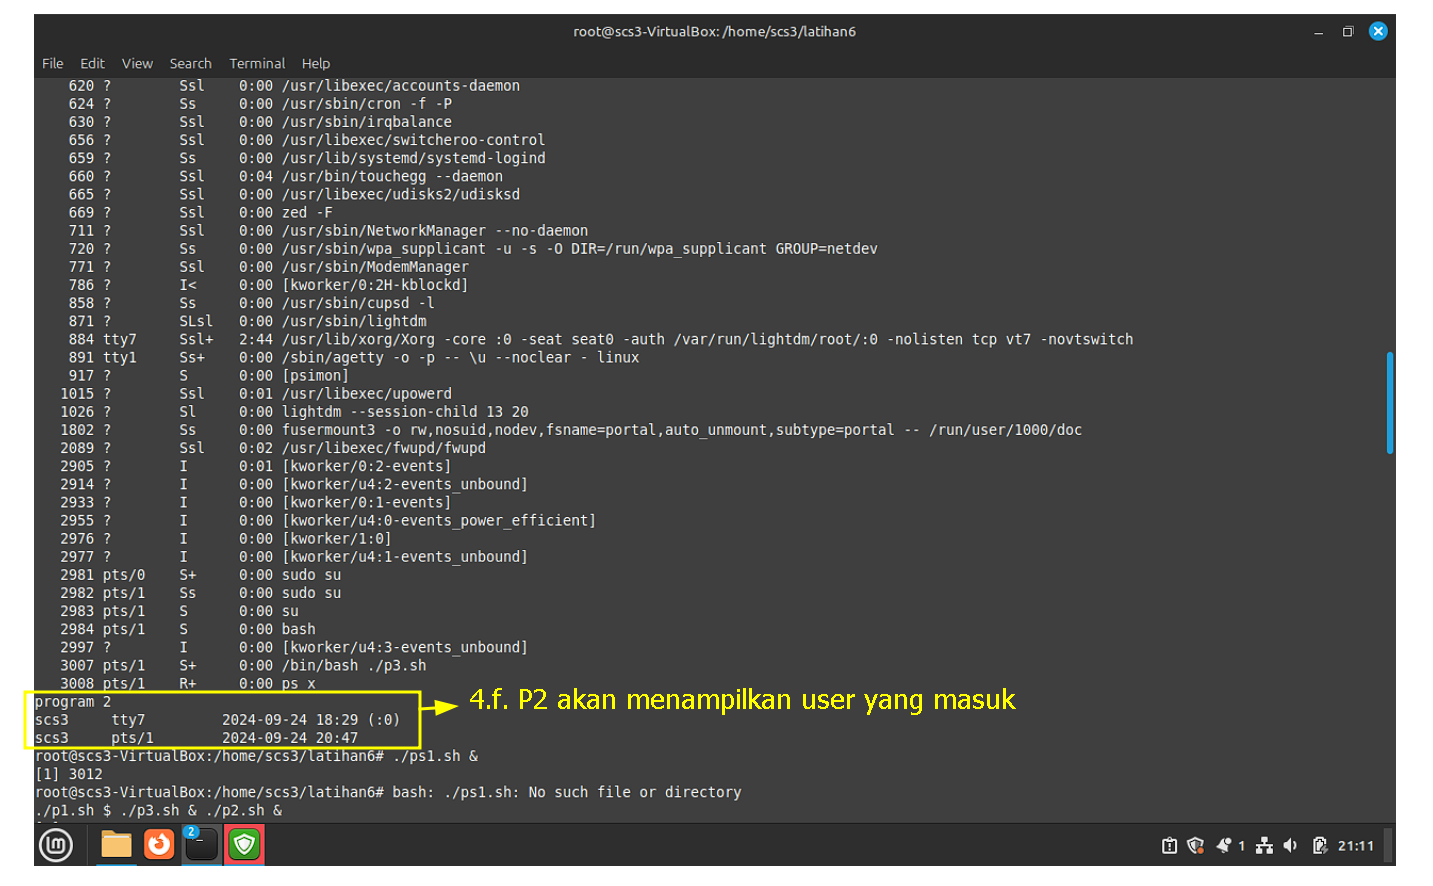 root@scs3-VirtualBox: /home/scs3/latihan6
File Edit View Search Terminal Help
620 ? Ssl 0:00 /usr/libexec/accounts-daemon
624 ? Ss 0:00 /usr/sbin/cron -f -P
630 ? Ssl 0:00 /usr/sbin/irqbalance
656 ? Ssl 0:00 /usr/libexec/switcheroo-control
659 ? Ss 0:00 /usr/lib/systemd/systemd-logind
660 ? Ssl 0:04 /usr/bin/touchegg --daemon
665 ? Ssl 0:00 /usr/libexec/udisks2/udisksd
669 ? Ssl 0:00 zed -F
711 ? Ssl 0:00 /usr/sbin/NetworkManager --no-daemon
720 ? Ss 0:00 /usr/sbin/wpa_supplicant -u -s -O DIR=/run/wpa_supplicant GROUP=netdev
771 ? Ssl 0:00 /usr/sbin/ModemManager
786 ? I< 0:00 [kworker/0:2H-kblockd]
858 ? Ss 0:00 /usr/sbin/cupsd -l
871 ? SLsl 0:00 /usr/sbin/lightdm
884 tty7 Ssl+ 2:44 /usr/lib/xorg/Xorg -core :0 -seat seat0 -auth /var/run/lightdm/root/:0 -nolisten tcp vt7 -novtswitch
891 tty1 Ss+ 0:00 /sbin/agetty -o -p -- \u --noclear - linux
917 ? S 0:00 [psimon]
1015 ? Ssl 0:01 /usr/libexec/upowerd
1026 ? Sl 0:00 lightdm --session-child 13 20
1802 ? Ss 0:00 fusermount3 -o rw,nosuid,nodev,fsname=portal,auto_unmount,subtype=portal -- /run/user/1000/doc
2089 ? Ssl 0:02 /usr/libexec/fwupd/fwupd
2905 ? I 0:01 [kworker/0:2-events]
2914 ? I 0:00 [kworker/u4:2-events_unbound]
2933 ? I 0:00 [kworker/0:1-events]
2955 ? I 0:00 [kworker/u4:0-events_power_efficient]
2976 ? I 0:00 [kworker/1:0]
2977 ? I 0:00 [kworker/u4:1-events_unbound]
2981 pts/0 S+ 0:00 sudo su
2982 pts/1 Ss 0:00 sudo su
2983 pts/1 S 0:00 su
2984 pts/1 S 0:00 bash
2997 ? I 0:00 [kworker/u4:3-events_unbound]
3007 pts/1 S+ 0:00 /bin/bash ./p3.sh
3008 pts/1 R+ 0:00 ps x
program 2
4.f. P2 akan menampilkan user yang masuk
scs3 tty7 2024-09-24 18:29 (:0)
scs3 pts/1 2024-09-24 20:47
root@scs3-VirtualBox:/home/scs3/latihan6# ./ps1.sh &
[1] 3012
root@scs3-VirtualBox:/home/scs3/latihan6# bash: ./ps1.sh: No such file or directory
./p1.sh $ ./p3.sh & ./p2.sh &
2
1
21:11